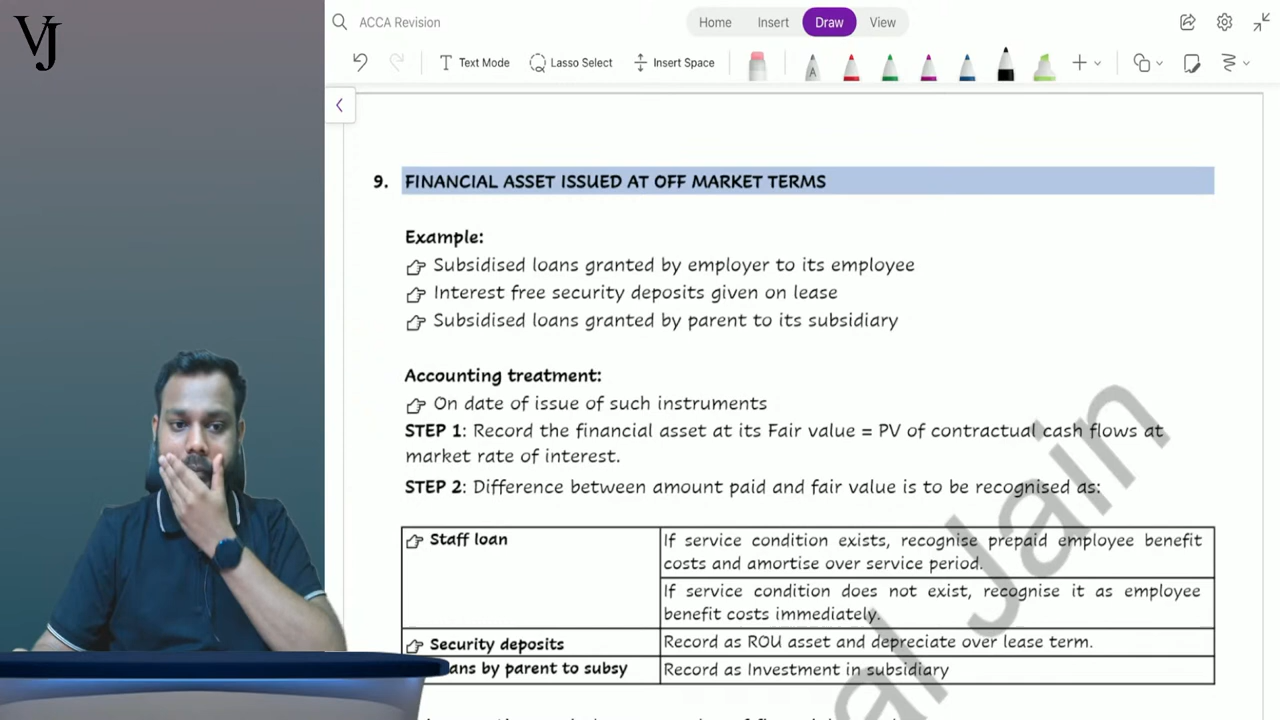 VJ
ACCA Revision
Home Insert Draw View
Text Mode Lasso Select Insert Space
A
9. FINANCIAL ASSET ISSUED AT OFF MARKET TERMS
Example:
Subsidised loans granted by employer to its employee
Interest free security deposits given on lease
Subsidised loans granted by parent to its subsidiary
Accounting treatment:
On date of issue of such instruments
STEP 1: Record the financial asset at its Fair value = PV of contractual cash flows at
market rate of interest.
STEP 2: Difference between amount paid and fair value is to be recognised as:
Staff loan
If service condition exists, recognise prepaid employee benefit
costs and amortise over service period.
If service condition does not exist, recognise it as employee
benefit costs immediately.
Security deposits Record as ROU asset and depreciate over lease term.
ans by parent to subsy Record as Investment in subsidiary
al Jain